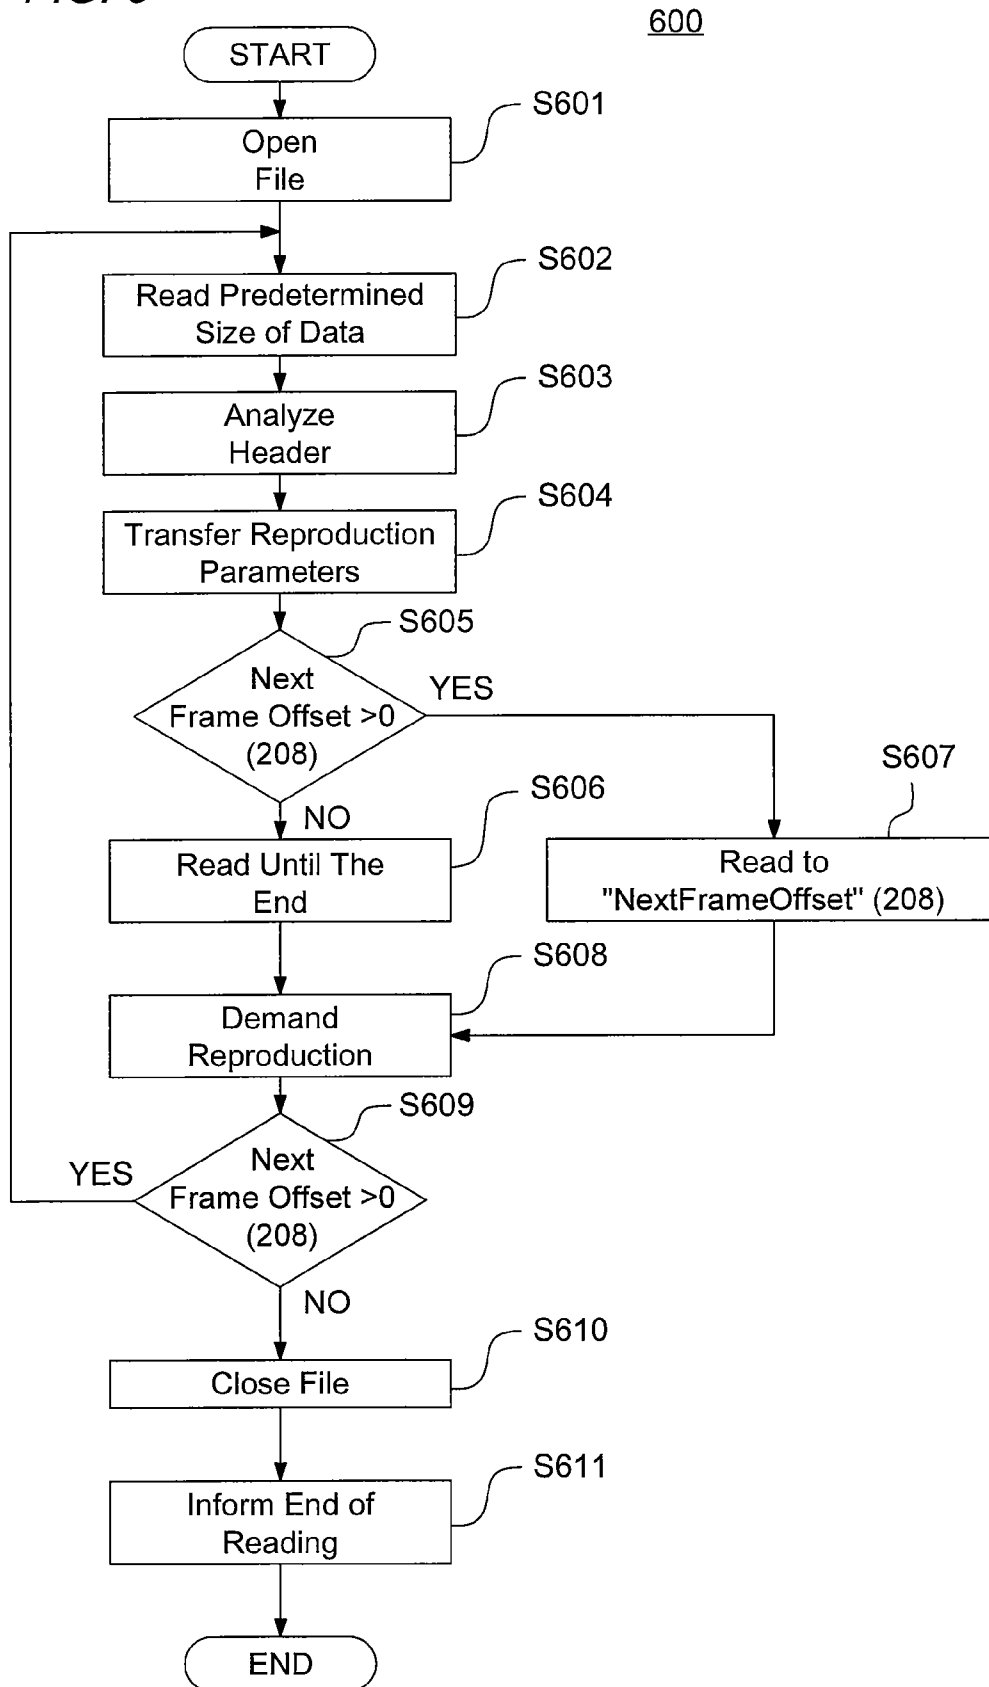 600
START
S601
Open
File
S602
Read Predetermined
Size of Data
S603
Analyze
Header
S604
Transfer Reproduction
Parameters
S605
Next
Frame Offset >0
(208)
YES
S607
Read to
"NextFrameOffset" (208)
NO
S606
Read Until The
End
S608
Demand
Reproduction
S609
Next
Frame Offset >0
(208)
YES
NO
S610
Close File
S611
Inform End of
Reading
END